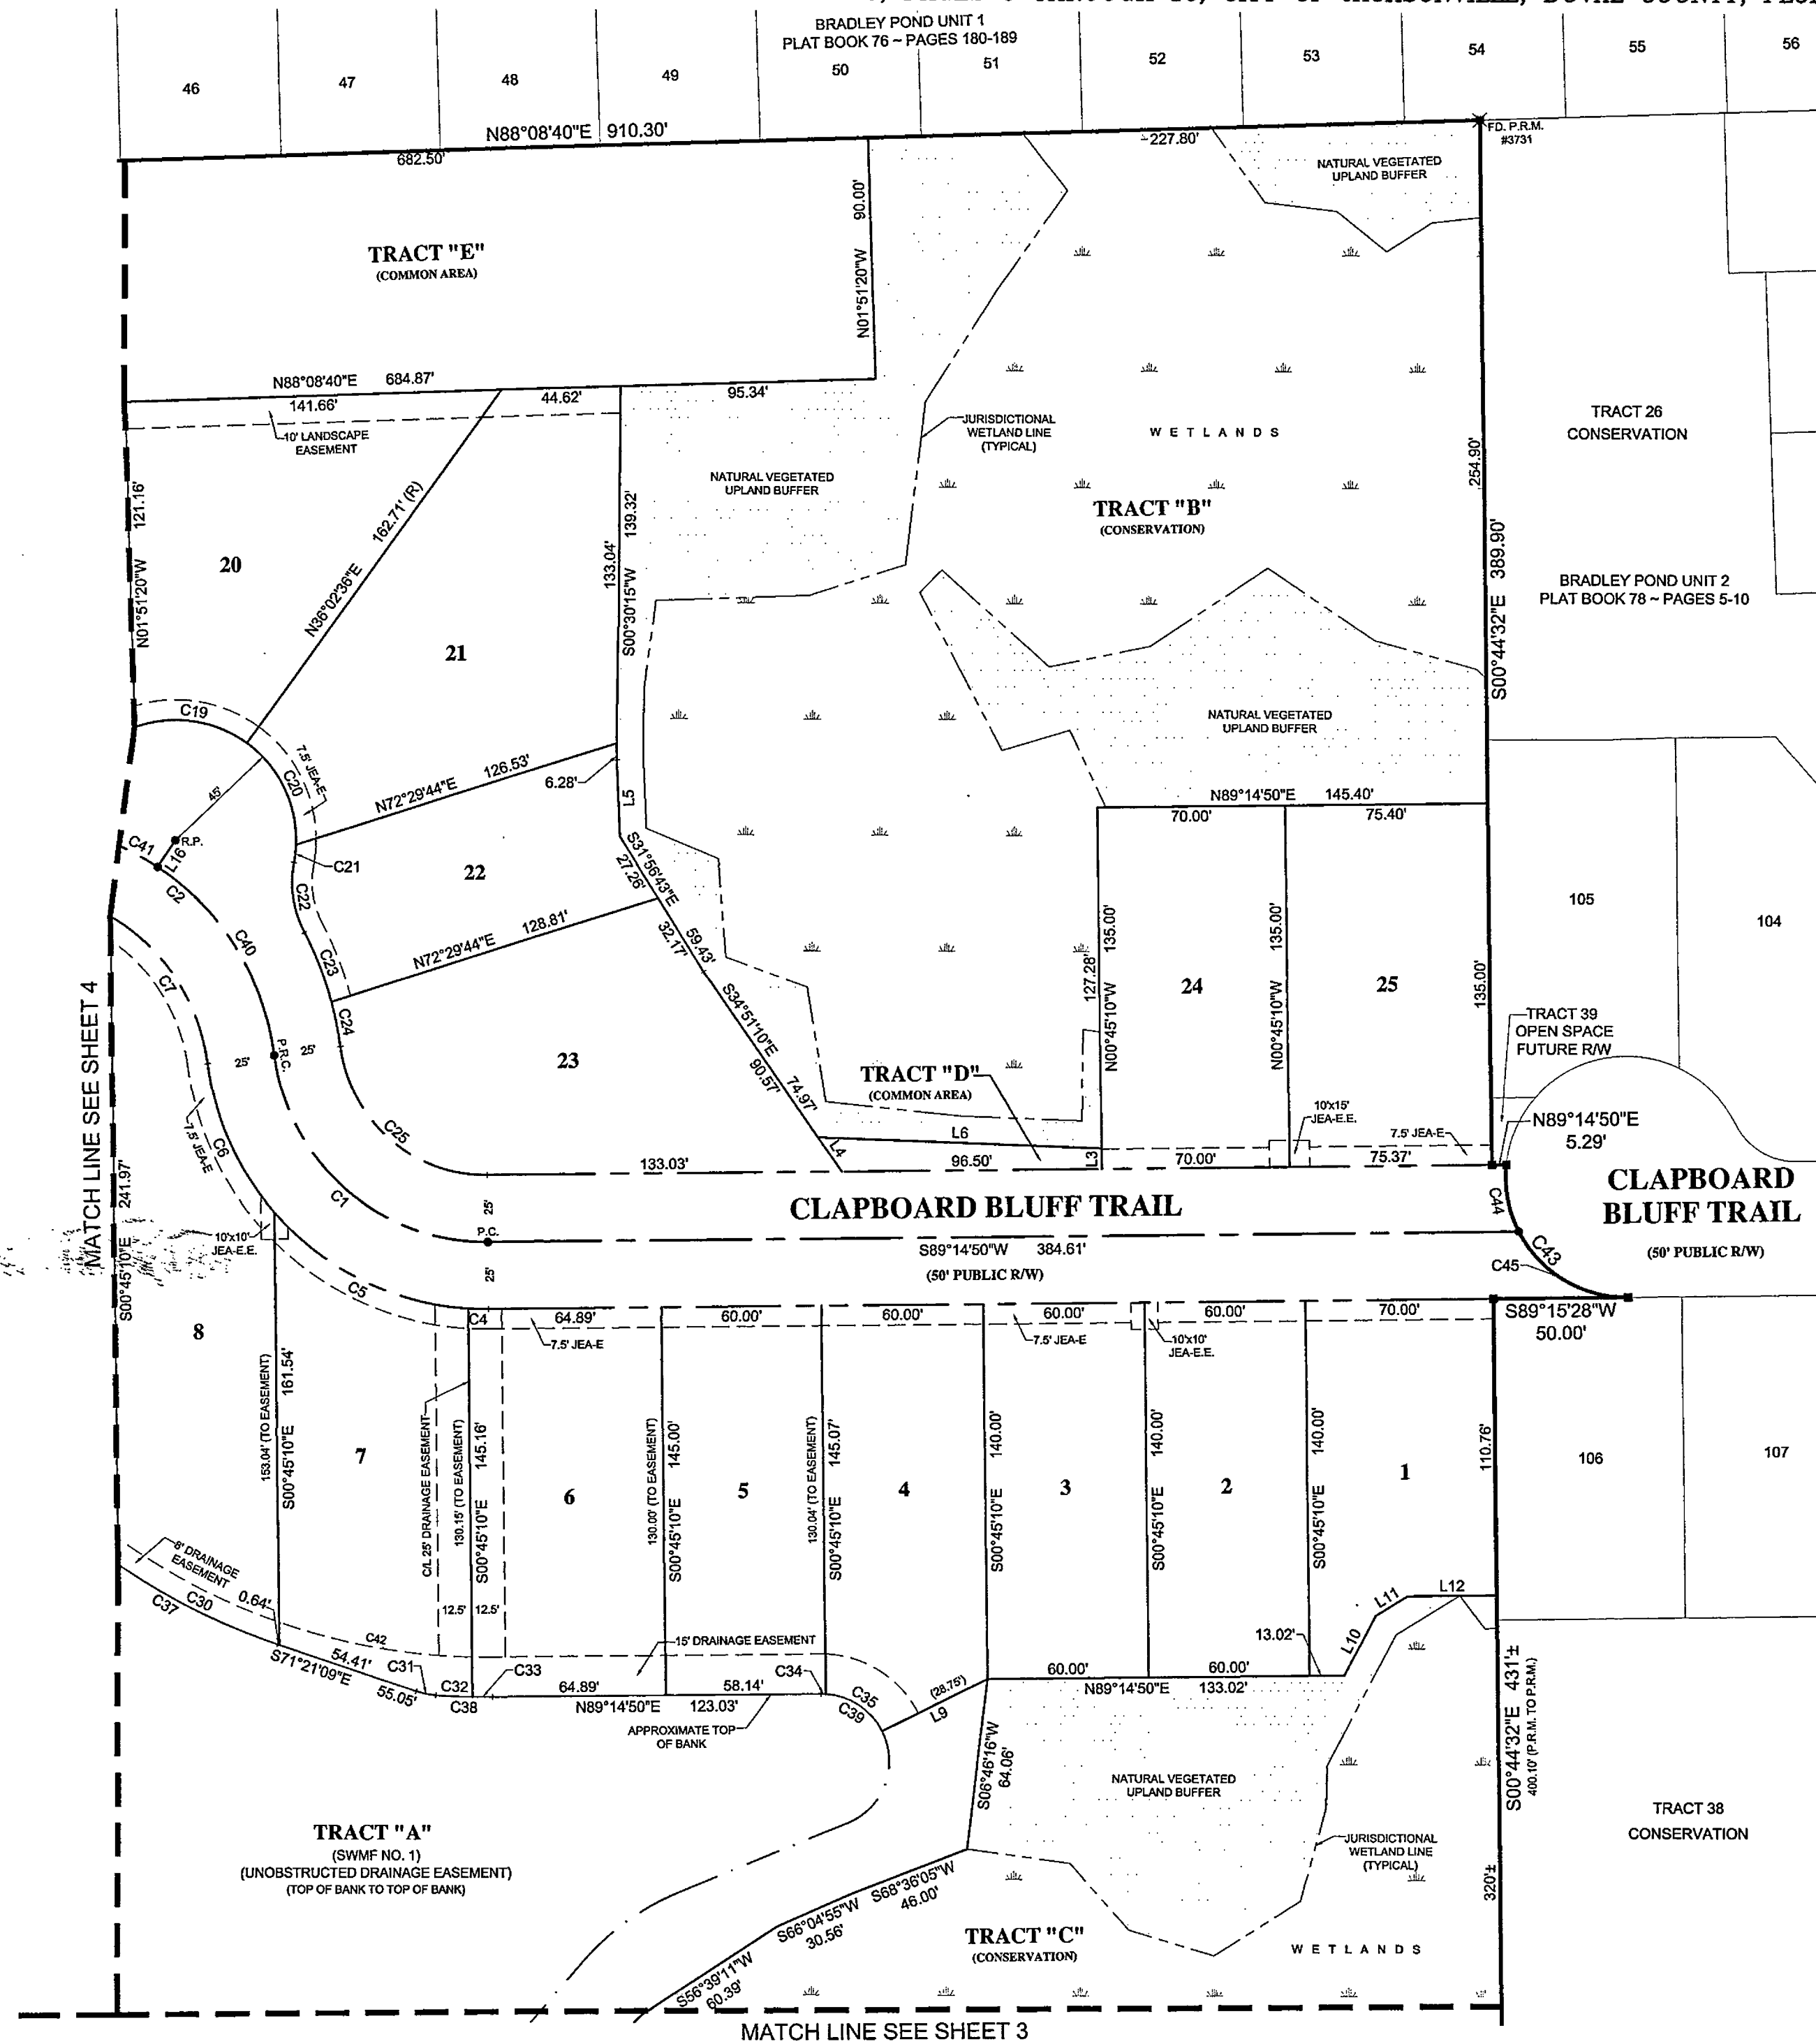 BRADLEY POND UNIT 1
PLAT BOOK 76 ~ PAGES 180-189
46
47
48
49
50
51
52
53
54
55
56
N88°08'40"E 910.30'
682.50'
227.80'
FD. P.R.M.
#3731
NATURAL VEGETATED
UPLAND BUFFER
TRACT "E"
(COMMON AREA)
90.00'
N01°51'20"W
N88°08'40"E 684.87'
141.66'
44.62'
95.34'
10' LANDSCAPE
EASEMENT
JURISDICTIONAL
WETLAND LINE
(TYPICAL)
WETLANDS
TRACT 26
CONSERVATION
NATURAL VEGETATED
UPLAND BUFFER
TRACT "B"
(CONSERVATION)
254.90'
S00°44'32"E 389.90'
N01°51'20"W 121.16'
20
N36°02'36"E 162.71' (R)
21
133.04'
S00°30'15"W 139.32'
BRADLEY POND UNIT 2
PLAT BOOK 78 ~ PAGES 5-10
C19
7.5' JEA-E
C20
45'
N72°29'44"E 126.53'
6.28'
L5
NATURAL VEGETATED
UPLAND BUFFER
N89°14'50"E 145.40'
70.00'
75.40'
C41
L16
R.P.
C2
C21
C22
22
S31°56'43"E
27.26'
C40
C23
N72°29'44"E 128.81'
59.43'
32.17'
105
104
C7
C24
P.R.C.
25'
25'
23
S34°51'10"E
90.57'
74.97'
127.28'
N00°45'10"W 135.00'
24
N00°45'10"W 135.00'
25
135.00'
TRACT 39
OPEN SPACE
FUTURE R/W
MATCH LINE SEE SHEET 4
TRACT "D"
(COMMON AREA)
10'x15'
JEA-E.E.
7.5' JEA-E
N89°14'50"E
5.29'
7.5' JEA-E
C6
C25
L4
L6
L3
133.03'
96.50'
70.00'
75.37'
C1
25'
P.C.
CLAPBOARD BLUFF TRAIL
CLAPBOARD
BLUFF TRAIL
(50' PUBLIC R/W)
C44
C43
C45
S89°14'50"W 384.61'
(50' PUBLIC R/W)
25'
10'x10'
JEA-E.E.
S00°45'10"E 241.97'
C5
C4
64.89'
60.00'
60.00'
60.00'
60.00'
70.00'
S89°15'28"W
50.00'
7.5' JEA-E
7.5' JEA-E
10'x10'
JEA-E.E.
8
153.04' (TO EASEMENT)
S00°45'10"E 161.54'
7
C/L 25' DRAINAGE EASEMENT
130.15' (TO EASEMENT)
S00°45'10"E 145.16'
6
130.00' (TO EASEMENT)
S00°45'10"E 145.00'
5
130.04' (TO EASEMENT)
S00°45'10"E 145.07'
4
S00°45'10"E 140.00'
3
S00°45'10"E 140.00'
2
S00°45'10"E 140.00'
1
110.76'
106
107
8' DRAINAGE
EASEMENT
0.64'
C37
C30
C42
S71°21'09"E
54.41'
55.05'
C31
C32
C38
C33
12.5'
12.5'
15' DRAINAGE EASEMENT
64.89'
58.14'
N89°14'50"E 123.03'
C34
C35
C39
APPROXIMATE TOP
OF BANK
(28.75')
L9
60.00'
60.00'
N89°14'50"E 133.02'
13.02'
L10
L11
L12
S06°46'16"W
64.06'
NATURAL VEGETATED
UPLAND BUFFER
S00°44'32"E 431'±
400.10' (P.R.M. TO P.R.M.)
320'±
TRACT 38
CONSERVATION
JURISDICTIONAL
WETLAND LINE
(TYPICAL)
TRACT "A"
(SWMF NO. 1)
(UNOBSTRUCTED DRAINAGE EASEMENT)
(TOP OF BANK TO TOP OF BANK)
S68°36'05"W
46.00'
S66°04'55"W
30.56'
S56°39'11"W
60.39'
TRACT "C"
(CONSERVATION)
WETLANDS
MATCH LINE SEE SHEET 3